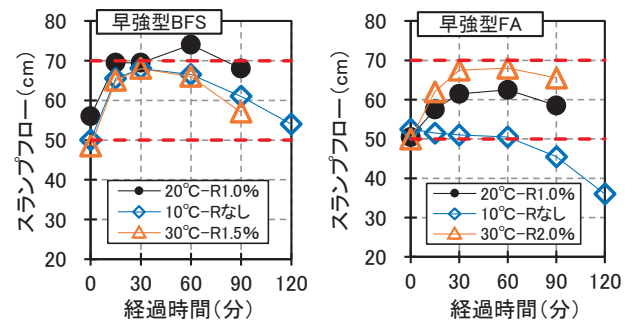 早強型BFS
スランプフロー(cm)
80
70
60
50
40
30
20
20℃-R1.0%
10℃-Rなし
30℃-R1.5%
0 30 60 90 120
経過時間(分)
早強型FA
スランプフロー(cm)
80
70
60
50
40
30
20
20℃-R1.0%
10℃-Rなし
30℃-R2.0%
0 30 60 90 120
経過時間(分)